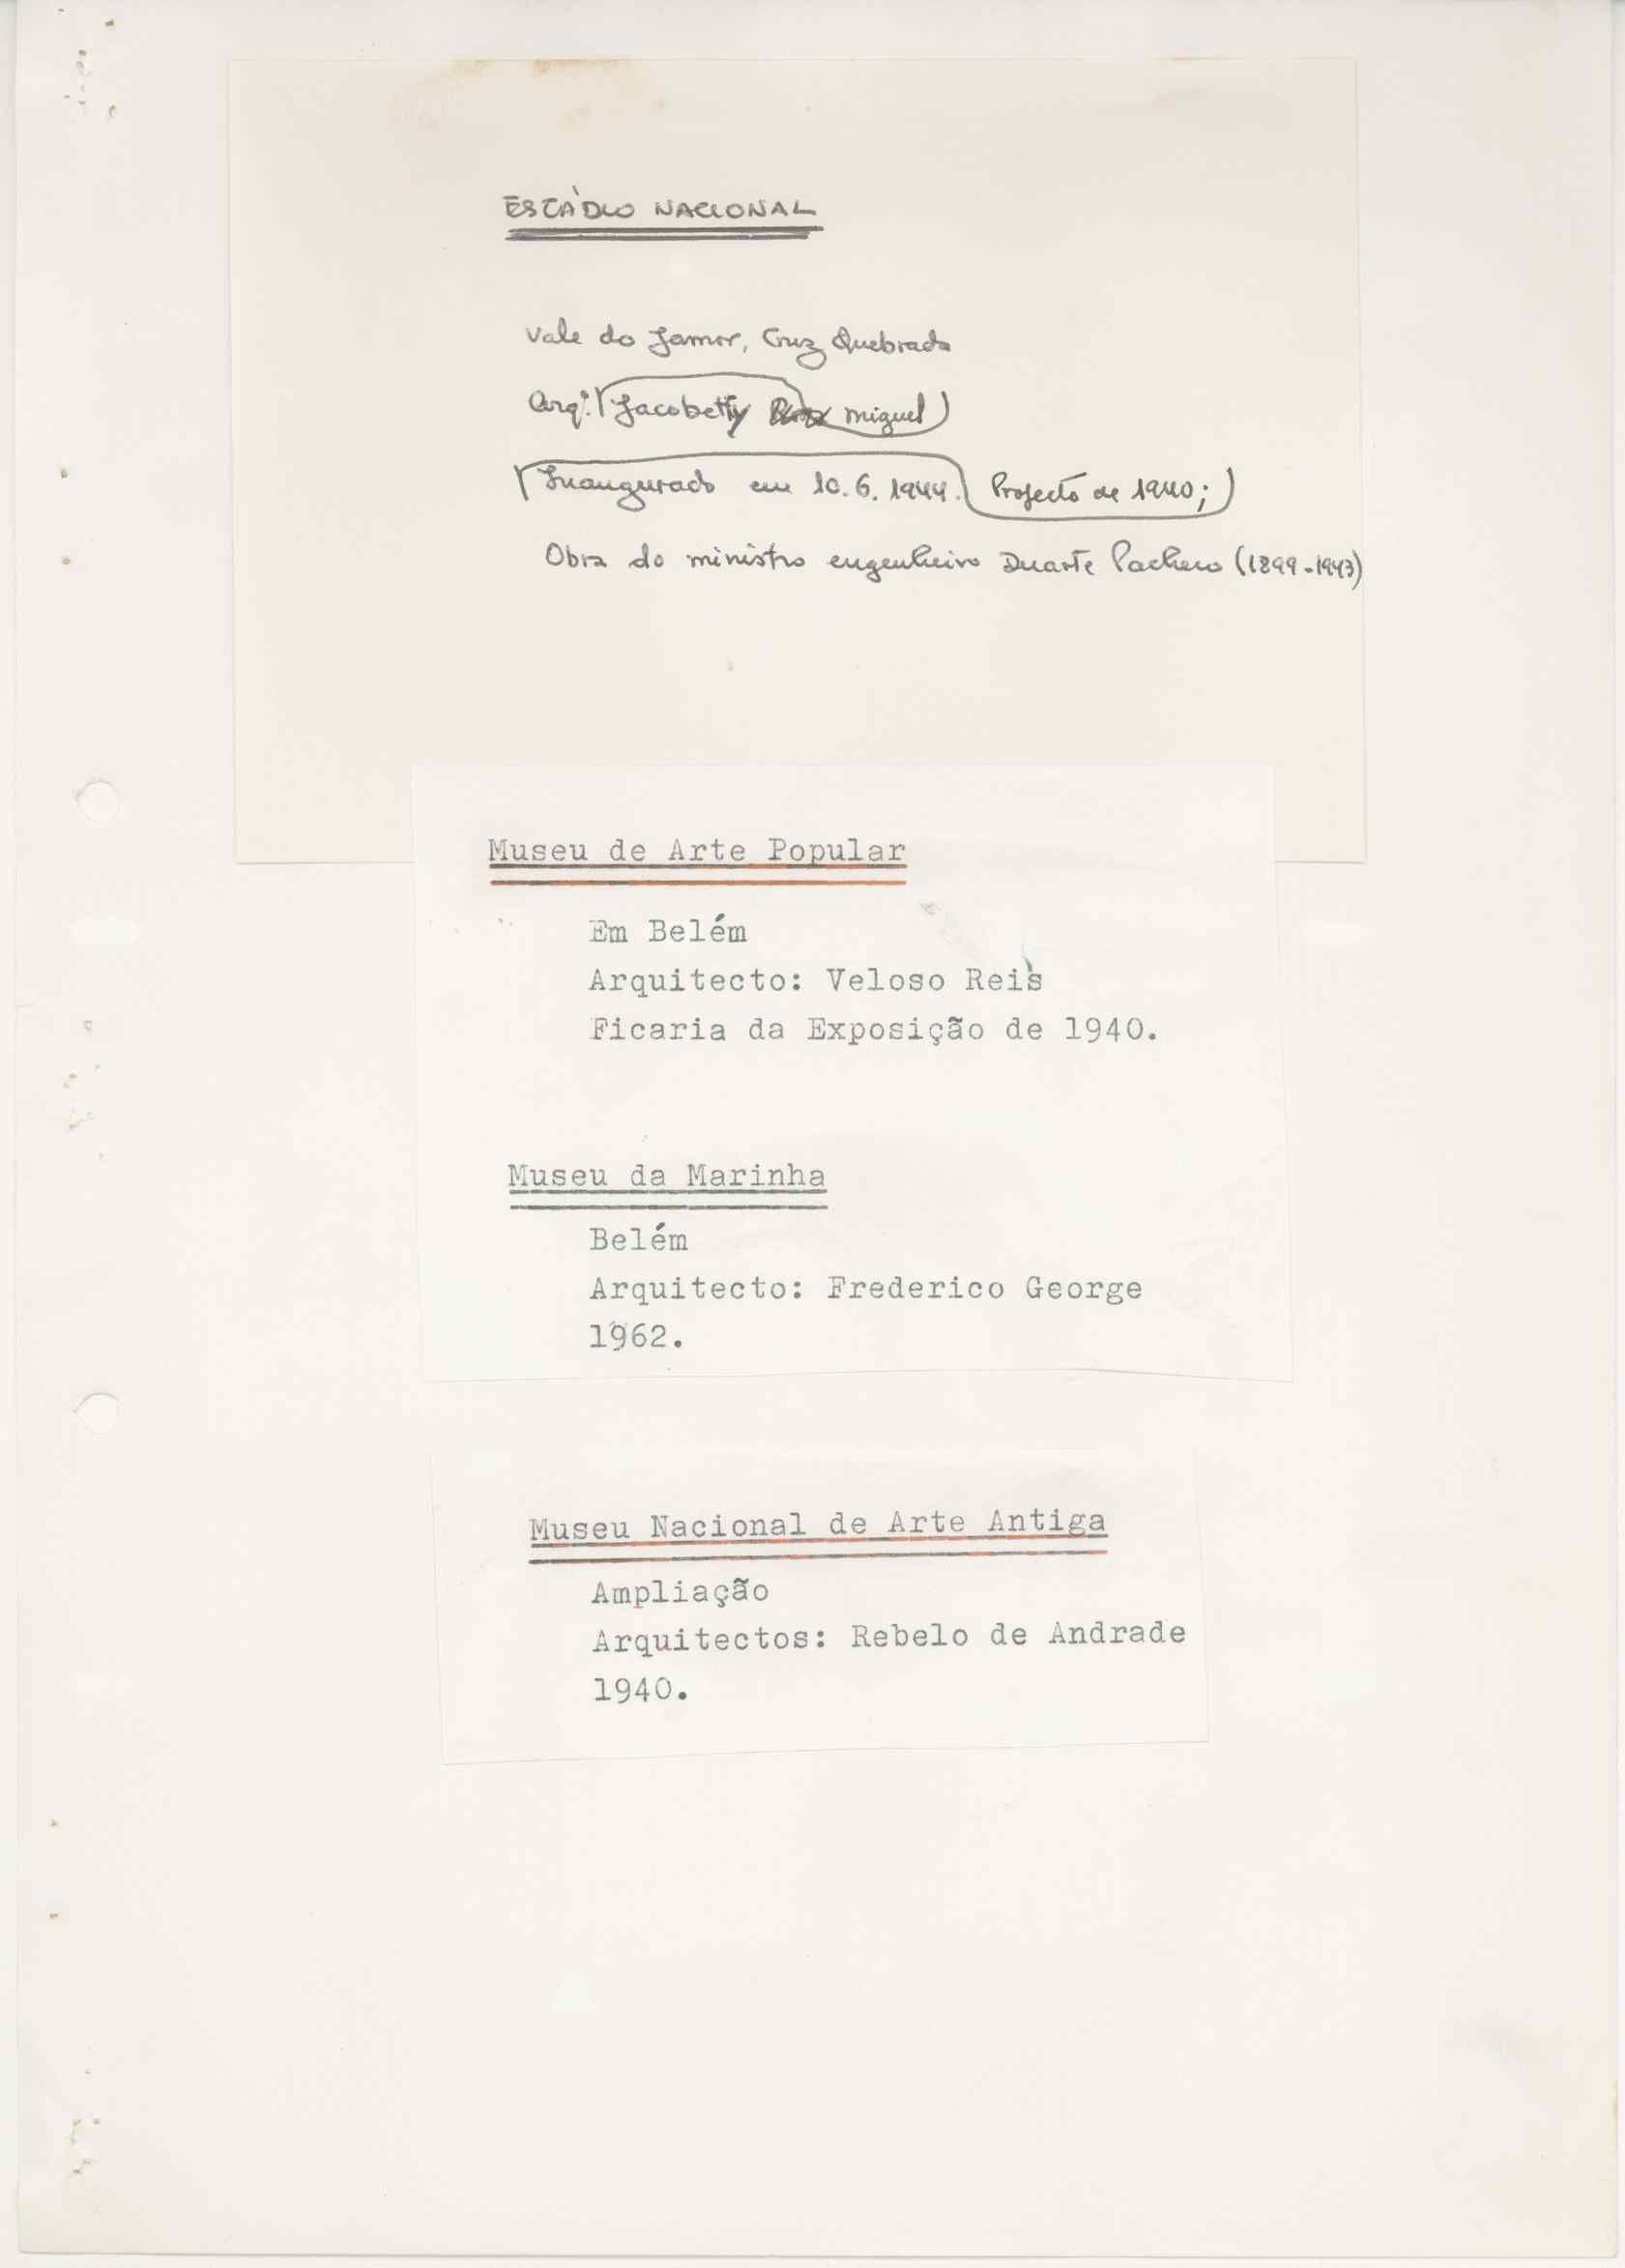 ESTÁDIO NACIONAL
Vale do Jamor, Cruz Quebrada
Arqº. Jacobetty miguel
Inaugurado em 10.6.1944. Projecto de 1940;
Obra do ministro engenheiro Duarte Pacheco (1899-1943)
Museu de Arte Popular
Em Belém
Arquitecto: Veloso Reis
Ficaria da Exposição de 1940.
Museu da Marinha
Belém
Arquitecto: Frederico George
1962.
Museu Nacional de Arte Antiga
Ampliação
Arquitectos: Rebelo de Andrade
1940.